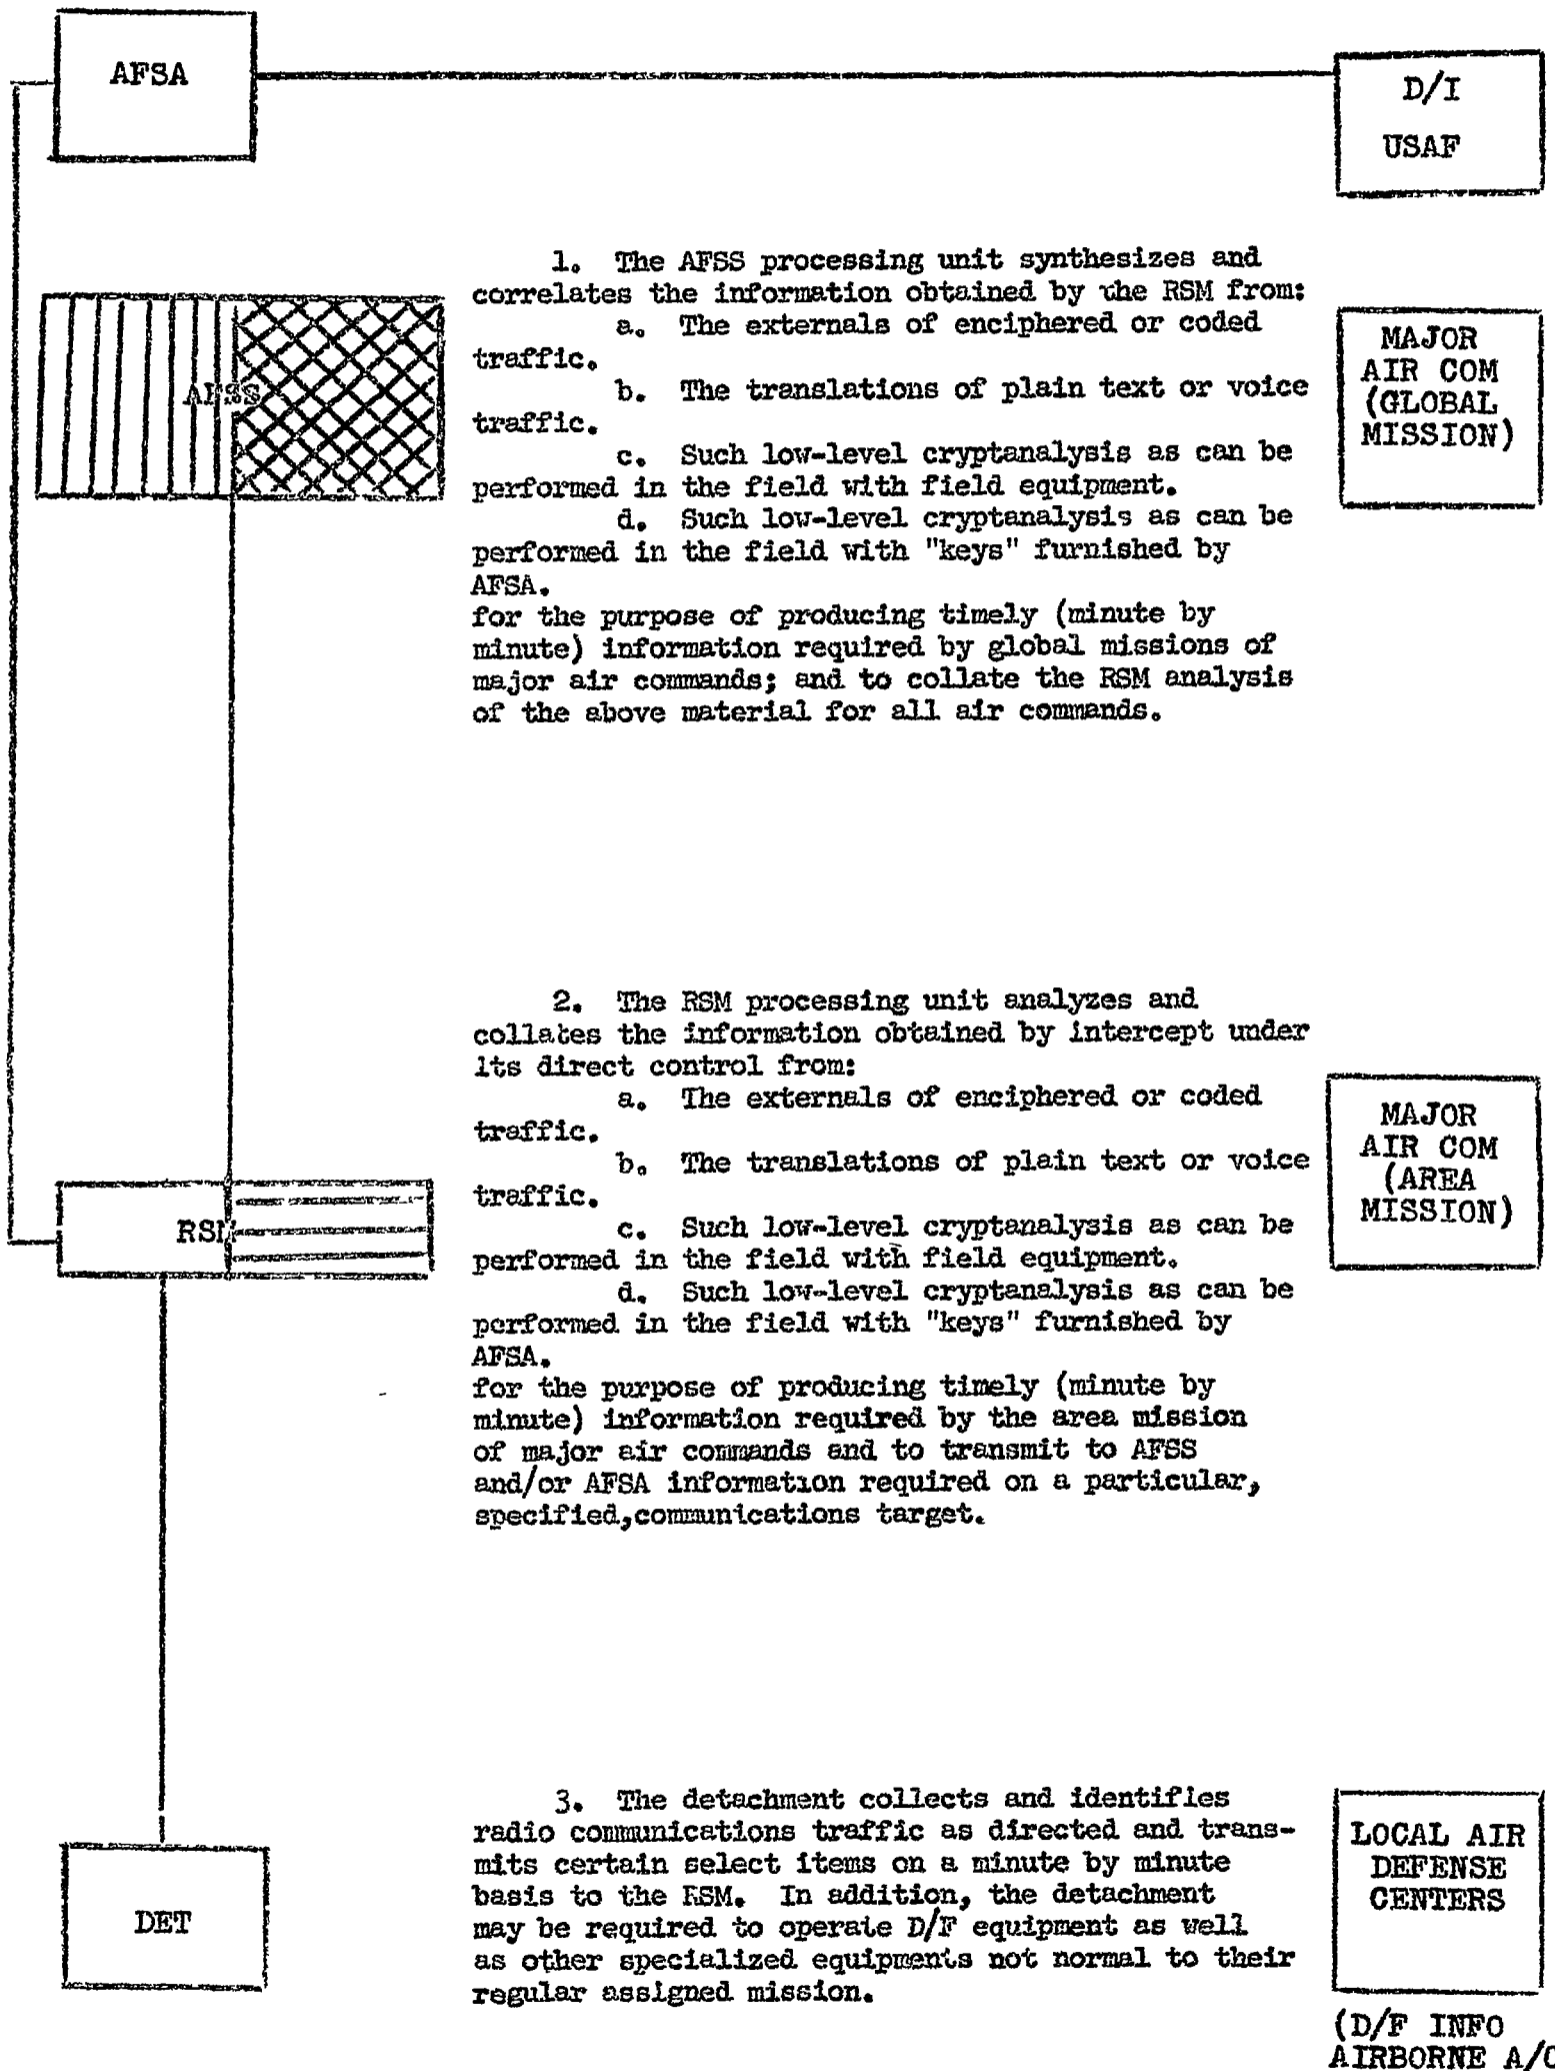 AFSA
D/I
USAF
1. The AFSS processing unit synthesizes and
correlates the information obtained by the RSM from:
a. The externals of enciphered or coded
traffic.
b. The translations of plain text or voice
traffic.
c. Such low-level cryptanalysis as can be
performed in the field with field equipment.
d. Such low-level cryptanalysis as can be
performed in the field with "keys" furnished by
AFSA.
for the purpose of producing timely (minute by
minute) information required by global missions of
major air commands; and to collate the RSM analysis
of the above material for all air commands.
AFSS
MAJOR
AIR COM
(GLOBAL
MISSION)
2. The RSM processing unit analyzes and
collates the information obtained by intercept under
its direct control from:
a. The externals of enciphered or coded
traffic.
b. The translations of plain text or voice
traffic.
c. Such low-level cryptanalysis as can be
performed in the field with field equipment.
d. Such low-level cryptanalysis as can be
performed in the field with "keys" furnished by
AFSA.
for the purpose of producing timely (minute by
minute) information required by the area mission
of major air commands and to transmit to AFSS
and/or AFSA information required on a particular,
specified,communications target.
RSM
MAJOR
AIR COM
(AREA
MISSION)
3. The detachment collects and identifies
radio communications traffic as directed and trans-
mits certain select items on a minute by minute
basis to the RSM. In addition, the detachment
may be required to operate D/F equipment as well
as other specialized equipments not normal to their
regular assigned mission.
DET
LOCAL AIR
DEFENSE
CENTERS
(D/F INFO
AIRBORNE